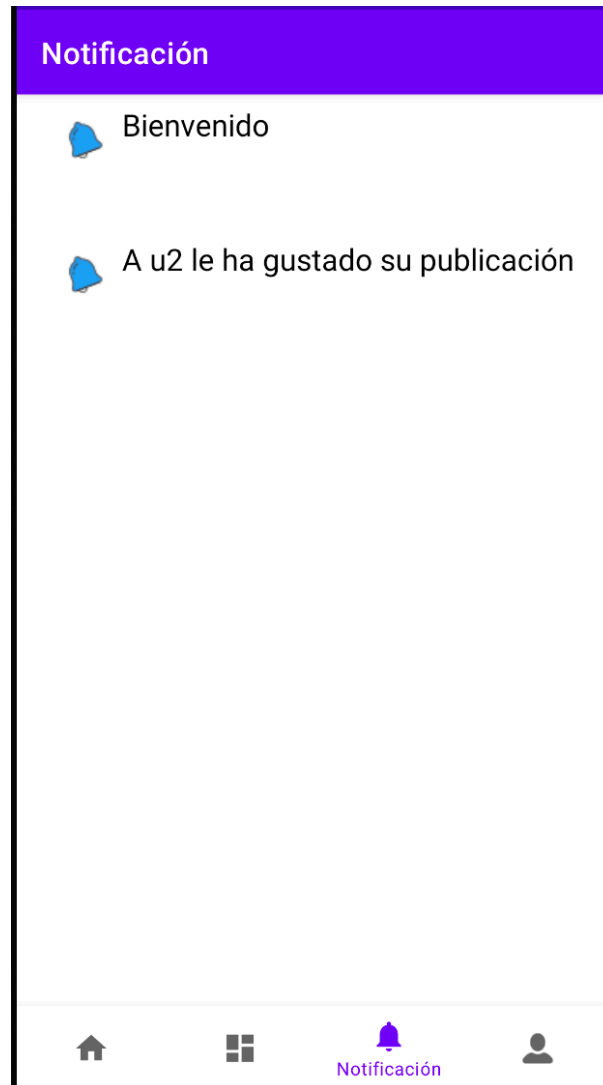 Notificación
Bienvenido
A u2 le ha gustado su publicación
Notificación